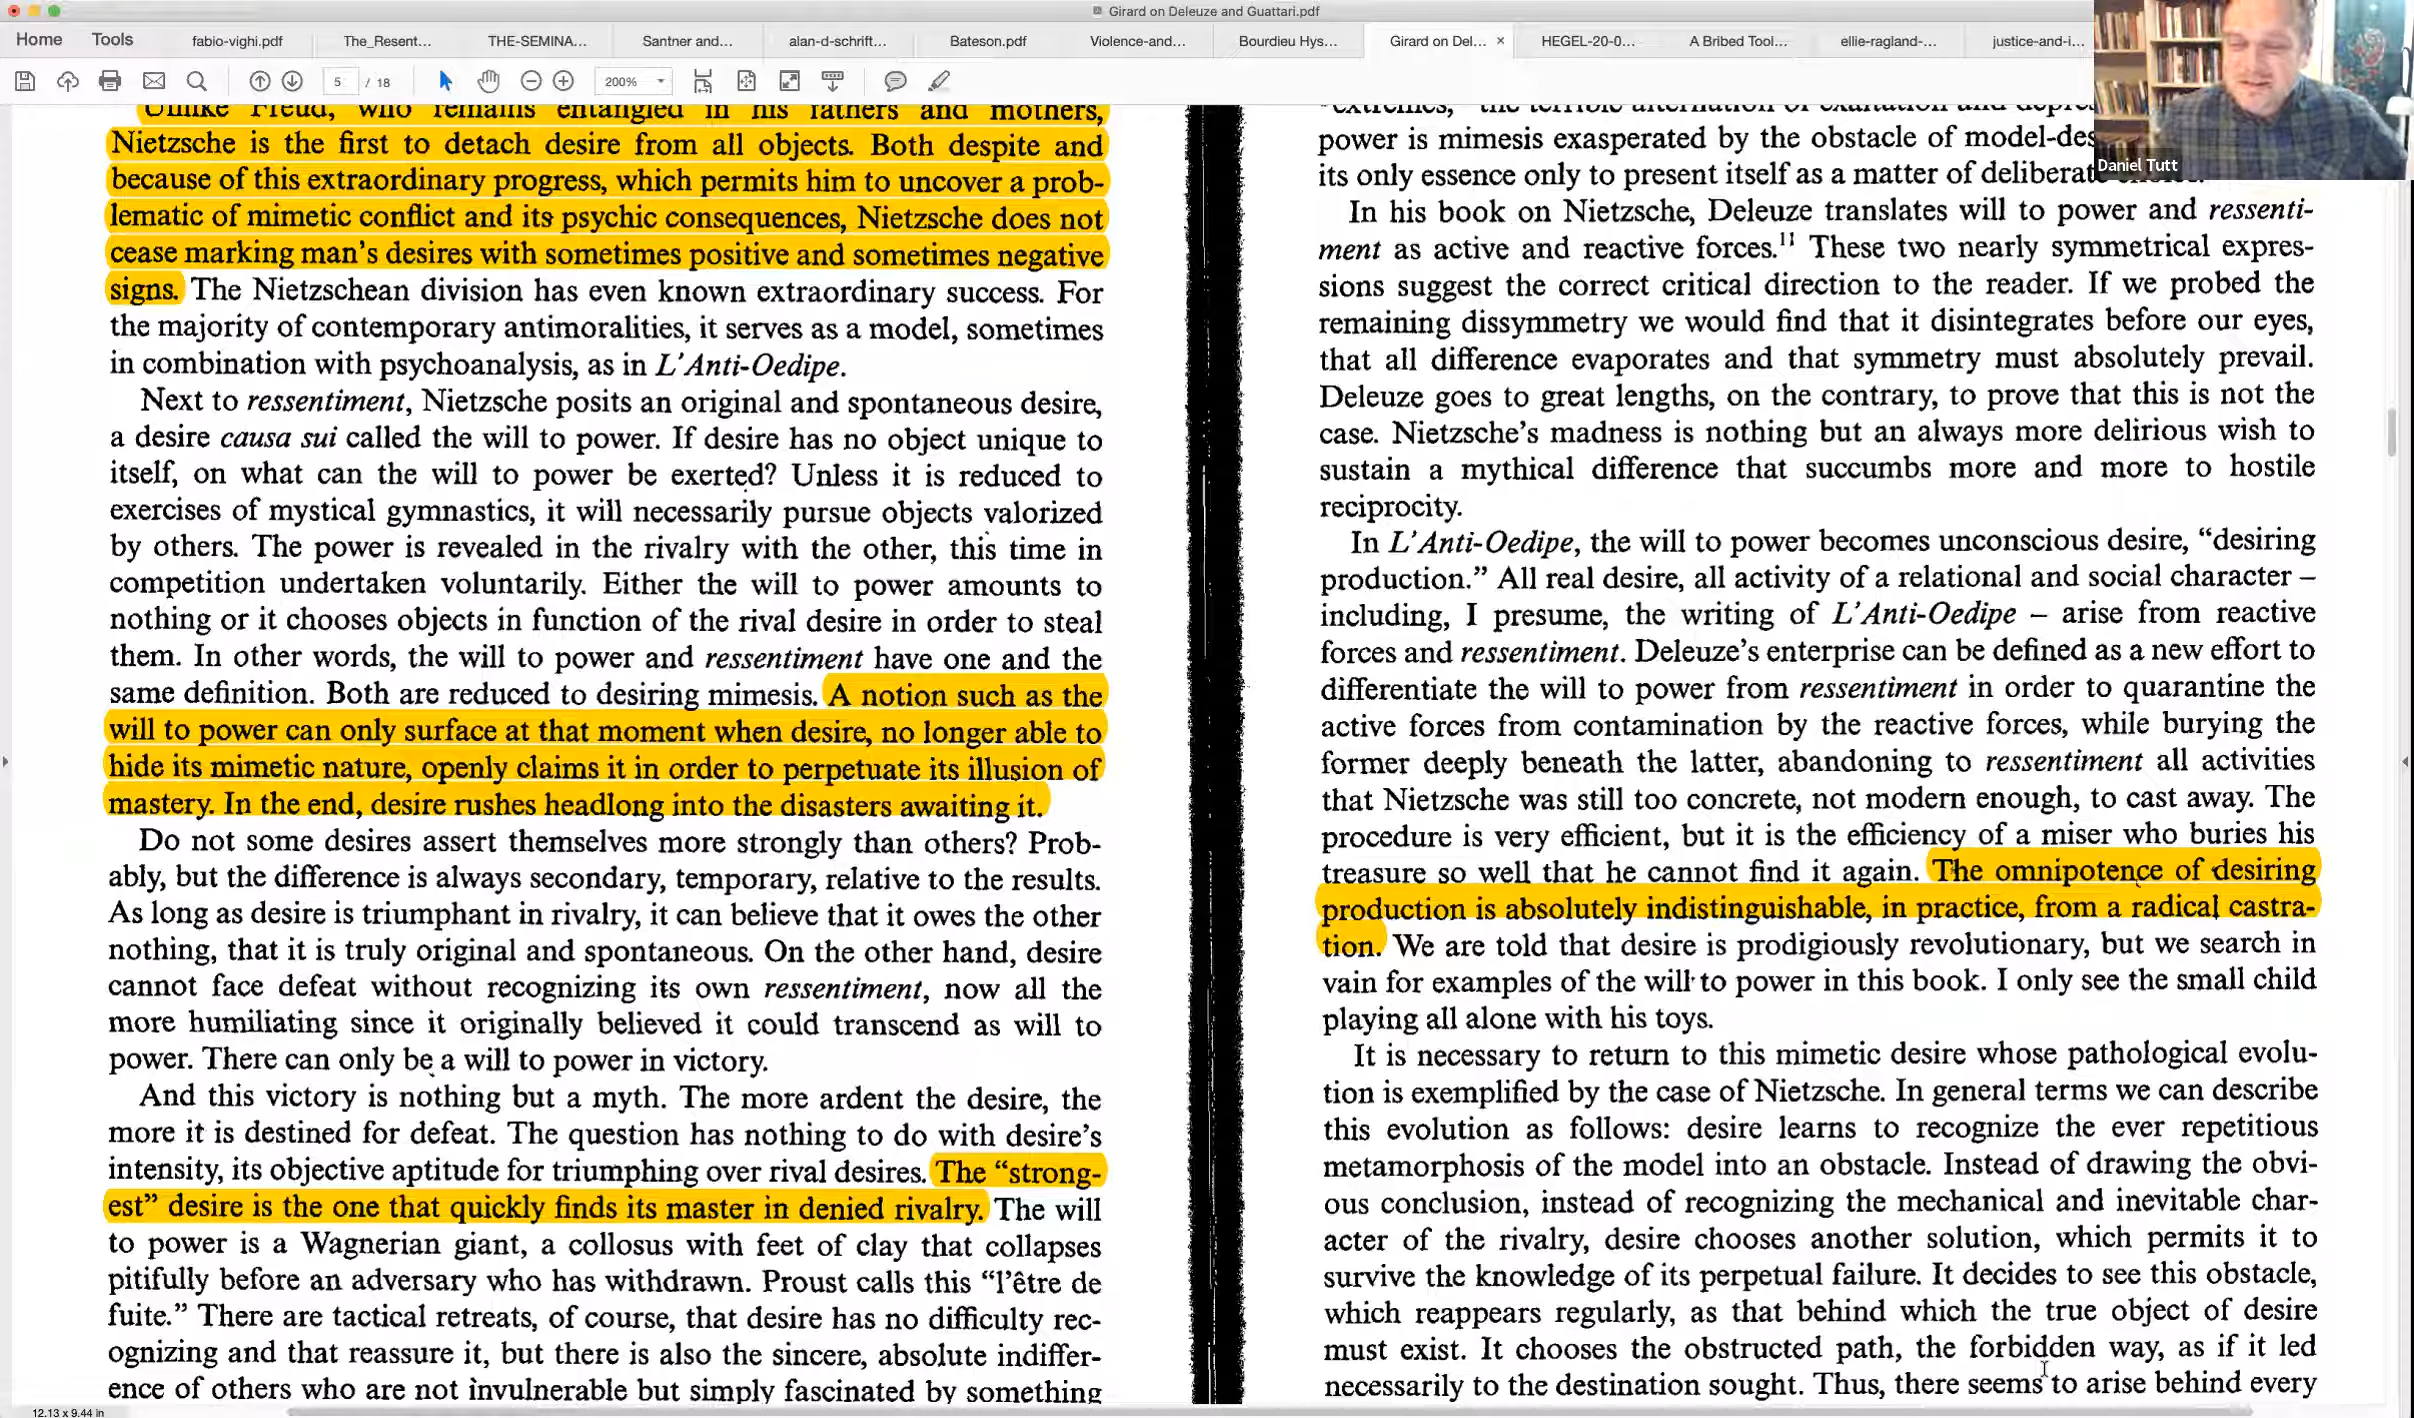 Girard on Deleuze and Guattari.pdf
Home
Tools
fabio-vighi.pdf
The_Resent...
THE-SEMINA...
Santner and...
alan-d-schrift...
Bateson.pdf
Violence-and...
Bourdieu Hys...
Girard on Del...
HEGEL-20-0...
A Bribed Tool...
ellie-ragland-...
justice-and-i...
5 / 18
200%
Daniel Tutt
Unlike Freud, who remains entangled in his fathers and mothers,
Nietzsche is the first to detach desire from all objects. Both despite and
because of this extraordinary progress, which permits him to uncover a prob-
lematic of mimetic conflict and its psychic consequences, Nietzsche does not
cease marking man's desires with sometimes positive and sometimes negative
signs. The Nietzschean division has even known extraordinary success. For
the majority of contemporary antimoralities, it serves as a model, sometimes
in combination with psychoanalysis, as in L'Anti-Oedipe.
Next to ressentiment, Nietzsche posits an original and spontaneous desire,
a desire causa sui called the will to power. If desire has no object unique to
itself, on what can the will to power be exerted? Unless it is reduced to
exercises of mystical gymnastics, it will necessarily pursue objects valorized
by others. The power is revealed in the rivalry with the other, this time in
competition undertaken voluntarily. Either the will to power amounts to
nothing or it chooses objects in function of the rival desire in order to steal
them. In other words, the will to power and ressentiment have one and the
same definition. Both are reduced to desiring mimesis. A notion such as the
will to power can only surface at that moment when desire, no longer able to
hide its mimetic nature, openly claims it in order to perpetuate its illusion of
mastery. In the end, desire rushes headlong into the disasters awaiting it.
Do not some desires assert themselves more strongly than others? Prob-
ably, but the difference is always secondary, temporary, relative to the results.
As long as desire is triumphant in rivalry, it can believe that it owes the other
nothing, that it is truly original and spontaneous. On the other hand, desire
cannot face defeat without recognizing its own ressentiment, now all the
more humiliating since it originally believed it could transcend as will to
power. There can only be a will to power in victory.
And this victory is nothing but a myth. The more ardent the desire, the
more it is destined for defeat. The question has nothing to do with desire's
intensity, its objective aptitude for triumphing over rival desires. The "strong-
est" desire is the one that quickly finds its master in denied rivalry. The will
to power is a Wagnerian giant, a collosus with feet of clay that collapses
pitifully before an adversary who has withdrawn. Proust calls this "l'être de
fuite." There are tactical retreats, of course, that desire has no difficulty rec-
ognizing and that reassure it, but there is also the sincere, absolute indiffer-
ence of others who are not invulnerable but simply fascinated by something
"extremes," the terrible alternation of exaltation and
power is mimesis exasperated by the obstacle of
its only essence only to present itself as a matter of
In his book on Nietzsche, Deleuze translates will to power and ressenti-
ment as active and reactive forces.11 These two nearly symmetrical expres-
sions suggest the correct critical direction to the reader. If we probed the
remaining dissymmetry we would find that it disintegrates before our eyes,
that all difference evaporates and that symmetry must absolutely prevail.
Deleuze goes to great lengths, on the contrary, to prove that this is not the
case. Nietzsche's madness is nothing but an always more delirious wish to
sustain a mythical difference that succumbs more and more to hostile
reciprocity.
In L'Anti-Oedipe, the will to power becomes unconscious desire, "desiring
production." All real desire, all activity of a relational and social character –
including, I presume, the writing of L'Anti-Oedipe – arise from reactive
forces and ressentiment. Deleuze's enterprise can be defined as a new effort to
differentiate the will to power from ressentiment in order to quarantine the
active forces from contamination by the reactive forces, while burying the
former deeply beneath the latter, abandoning to ressentiment all activities
that Nietzsche was still too concrete, not modern enough, to cast away. The
procedure is very efficient, but it is the efficiency of a miser who buries his
treasure so well that he cannot find it again. The omnipotence of desiring
production is absolutely indistinguishable, in practice, from a radical castra-
tion. We are told that desire is prodigiously revolutionary, but we search in
vain for examples of the will to power in this book. I only see the small child
playing all alone with his toys.
It is necessary to return to this mimetic desire whose pathological evolu-
tion is exemplified by the case of Nietzsche. In general terms we can describe
this evolution as follows: desire learns to recognize the ever repetitious
metamorphosis of the model into an obstacle. Instead of drawing the obvi-
ous conclusion, instead of recognizing the mechanical and inevitable char-
acter of the rivalry, desire chooses another solution, which permits it to
survive the knowledge of its perpetual failure. It decides to see this obstacle,
which reappears regularly, as that behind which the true object of desire
must exist. It chooses the obstructed path, the forbidden way, as if it led
necessarily to the destination sought. Thus, there seems to arise behind every
12.13 x 9.44 in